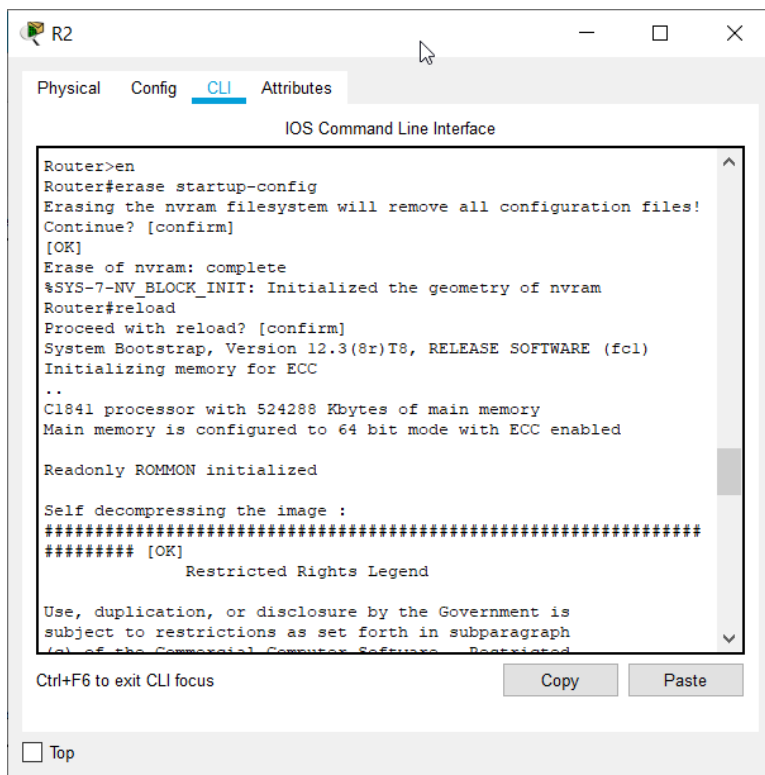 R2
Physical Config CLI Attributes
IOS Command Line Interface
Router>en
Router#erase startup-config
Erasing the nvram filesystem will remove all configuration files!
Continue? [confirm]
[OK]
Erase of nvram: complete
%SYS-7-NV_BLOCK_INIT: Initialized the geometry of nvram
Router#reload
Proceed with reload? [confirm]
System Bootstrap, Version 12.3(8r)T8, RELEASE SOFTWARE (fc1)
Initializing memory for ECC
..
C1841 processor with 524288 Kbytes of main memory
Main memory is configured to 64 bit mode with ECC enabled
Readonly ROMMON initialized
Self decompressing the image :
#################################################################
######### [OK]
Restricted Rights Legend
Use, duplication, or disclosure by the Government is
subject to restrictions as set forth in subparagraph
(c) of the Commercial Computer Software - Restricted
Ctrl+F6 to exit CLI focus
Copy
Paste
Top